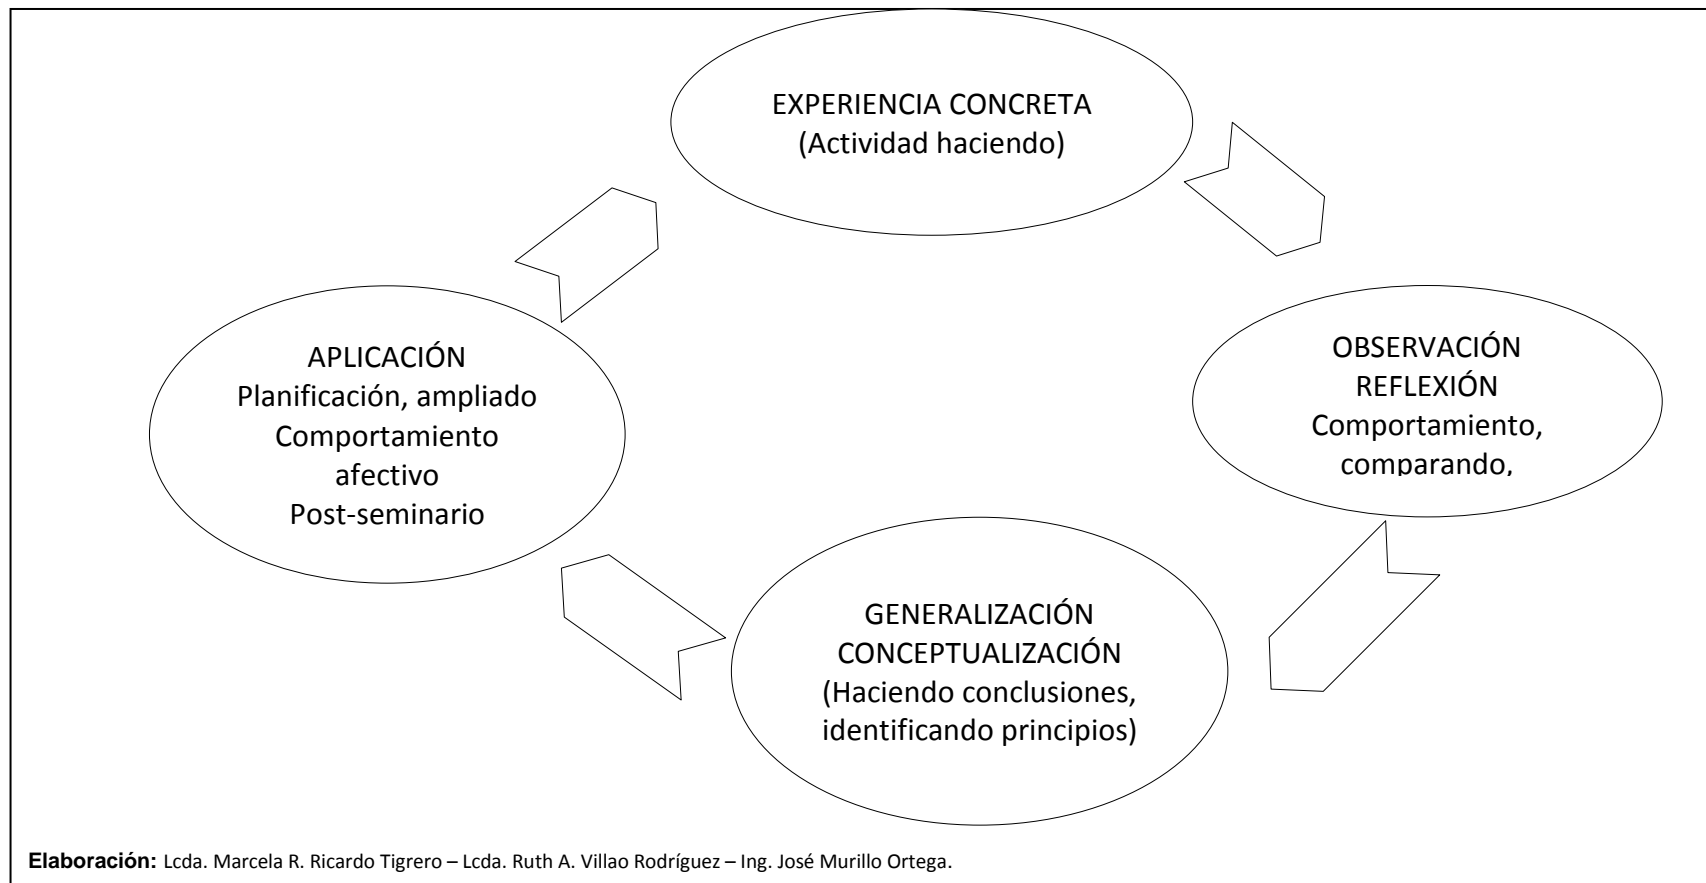 EXPERIENCIA CONCRETA
(Actividad haciendo)
OBSERVACIÓN
REFLEXIÓN
Comportamiento,
comparando,
GENERALIZACIÓN
CONCEPTUALIZACIÓN
(Haciendo conclusiones,
identificando principios)
APLICACIÓN
Planificación, ampliado
Comportamiento
afectivo
Post-seminario
Elaboración: Lcda. Marcela R. Ricardo Tigrero – Lcda. Ruth A. Villao Rodríguez – Ing. José Murillo Ortega.